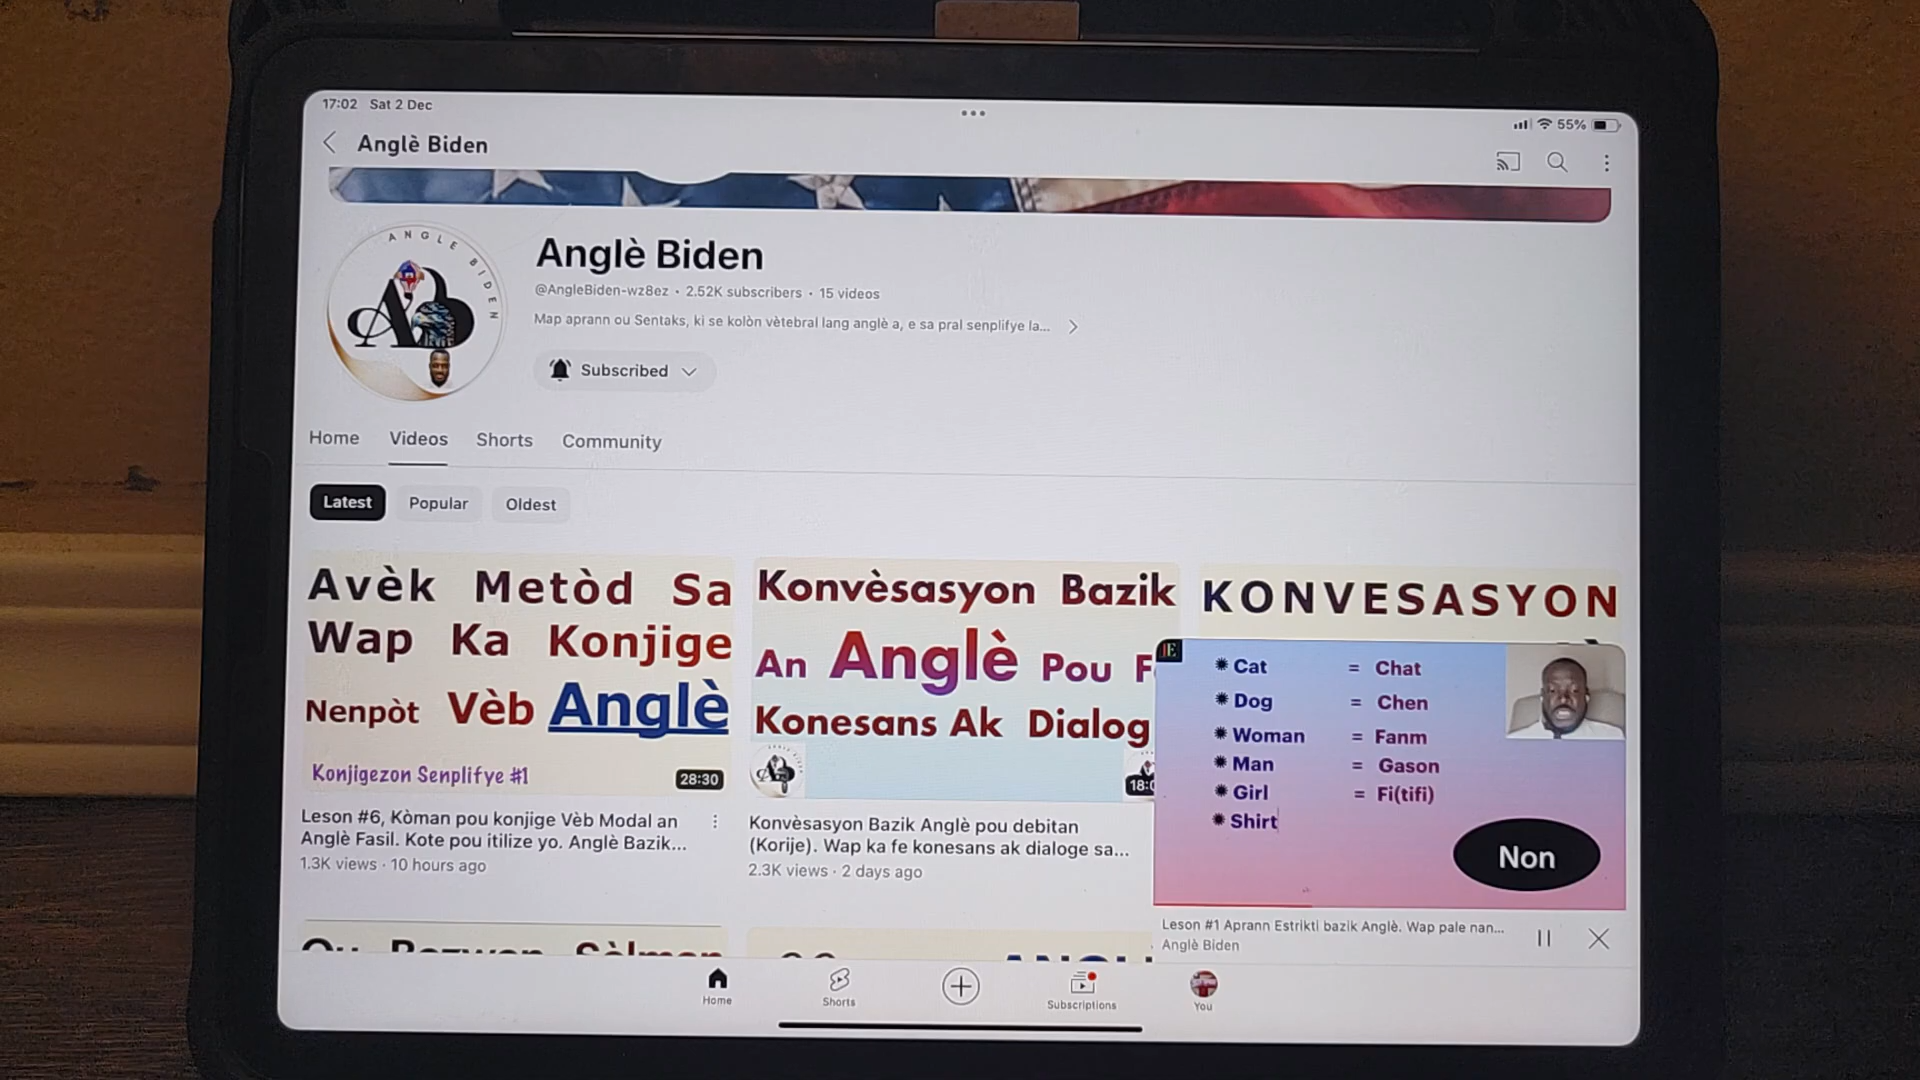 17:02 Sat 2 Dec
55%
Anglè Biden
ANGLE BIDEN
Ab
Anglè Biden
@AngleBiden-wz8ez • 2.52K subscribers • 15 videos
Map aprann ou Sentaks, ki se kolòn vètebral lang anglè a, e sa pral senplifye la...
Subscribed
Home Videos Shorts Community
Latest Popular Oldest
Avèk Metòd Sa
Wap Ka Konjige
Nenpòt Vèb Anglè
Konjigezon Senplifye #1
28:30
Leson #6, Kòman pou konjige Vèb Modal an
Anglè Fasil. Kote pou itilize yo. Anglè Bazik...
1.3K views · 10 hours ago
Konvèsasyon Bazik
An Anglè Pou F
Konesans Ak Dialog
Ab
18:0
Konvèsasyon Bazik Anglè pou debitan
(Korije). Wap ka fe konesans ak dialoge sa...
2.3K views · 2 days ago
KONVESASYON
E
* Cat = Chat
* Dog = Chen
* Woman = Fanm
* Man = Gason
* Girl = Fi(tifi)
* Shirt
Non
Leson #1 Aprann Estrikti bazik Anglè. Wap pale nan...
Anglè Biden
Home Shorts Subscriptions You